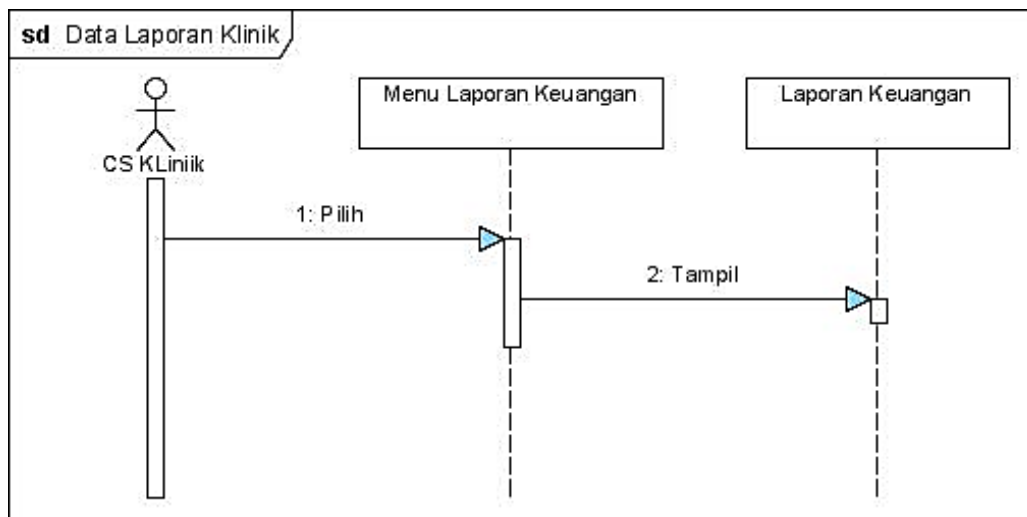 sd Data Laporan Klinik
Menu Laporan Keuangan
Laporan Keuangan
CS KLiniik
1: Pilih
2: Tampil